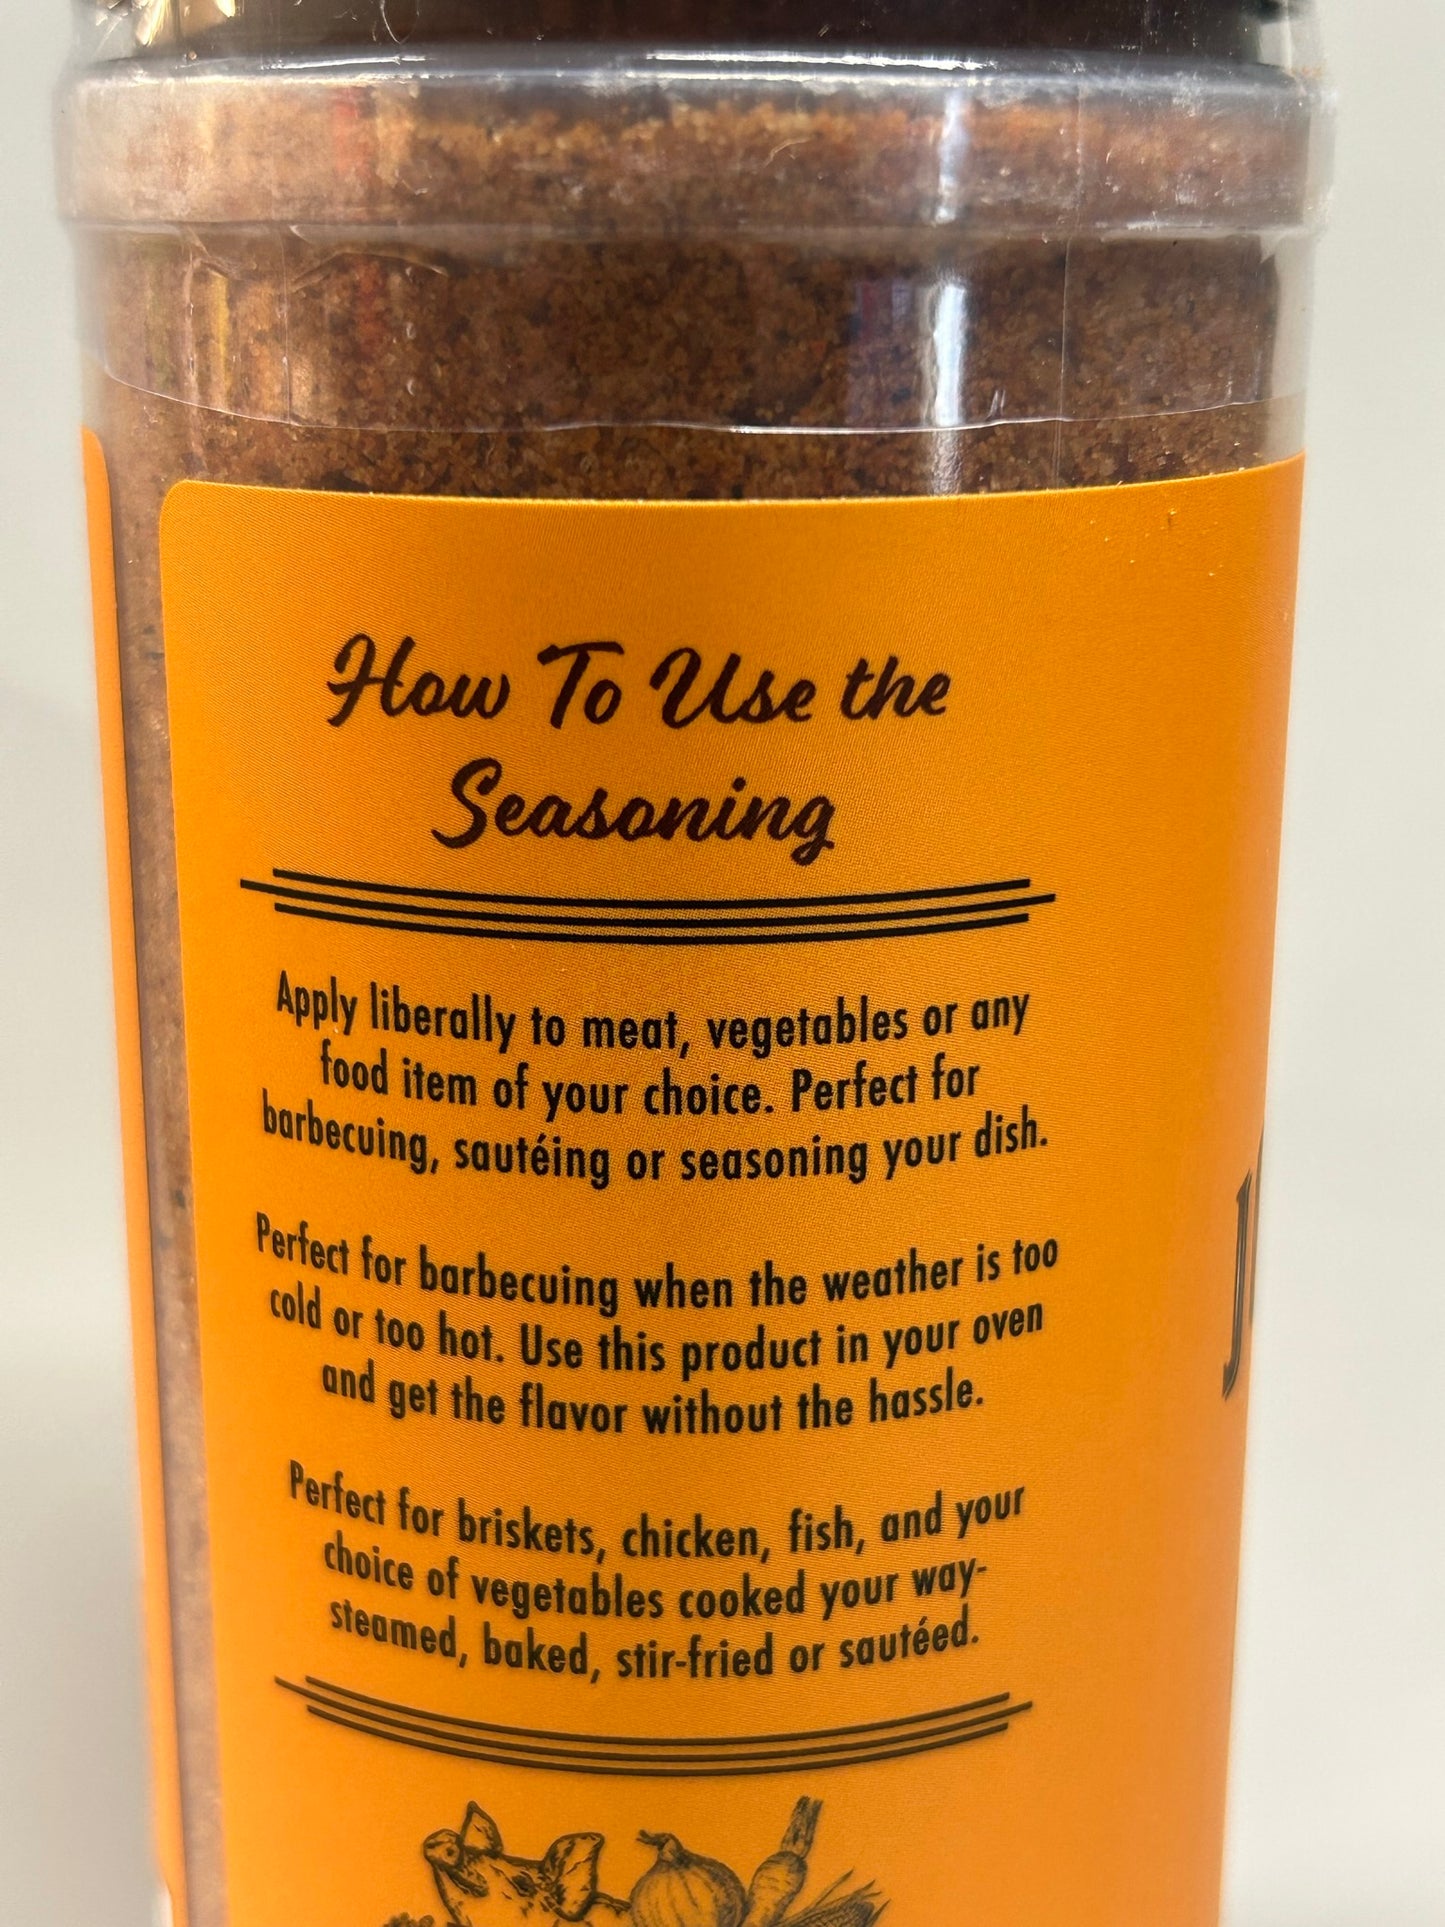 How To Use the
Seasoning
Apply liberally to meat, vegetables or any
food item of your choice. Perfect for
barbecuing, sautéing or seasoning your dish.
Perfect for barbecuing when the weather is too
cold or too hot. Use this product in your oven
and get the flavor without the hassle.
Perfect for briskets, chicken, fish, and your
choice of vegetables cooked your way-
steamed, baked, stir-fried or sautéed.